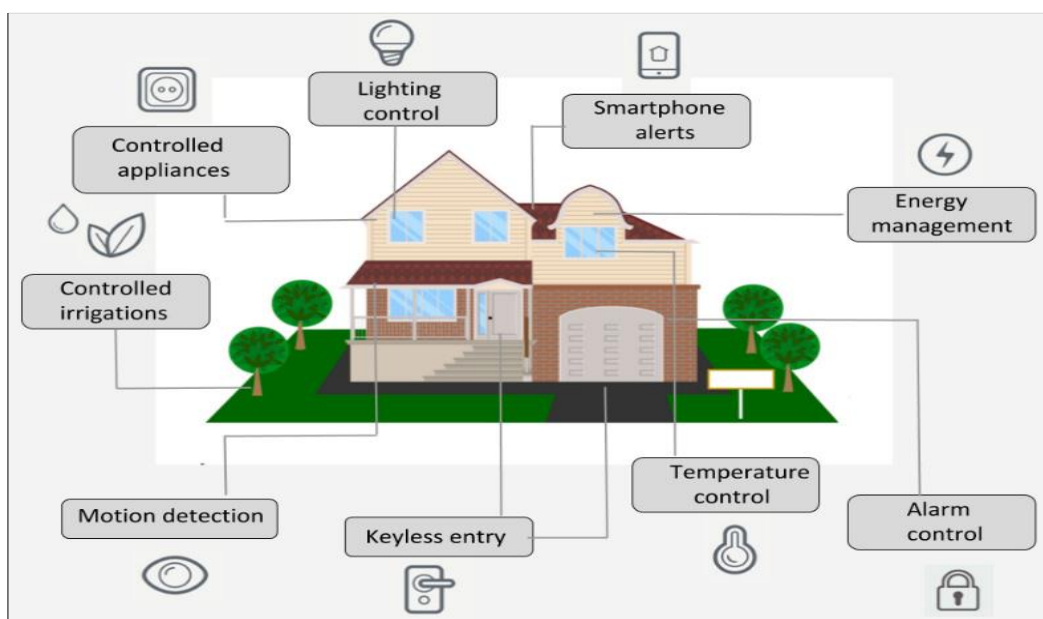 Lighting
control
Smartphone
alerts
Controlled
appliances
Energy
management
Controlled
irrigations
Temperature
control
Motion detection
Keyless entry
Alarm
control